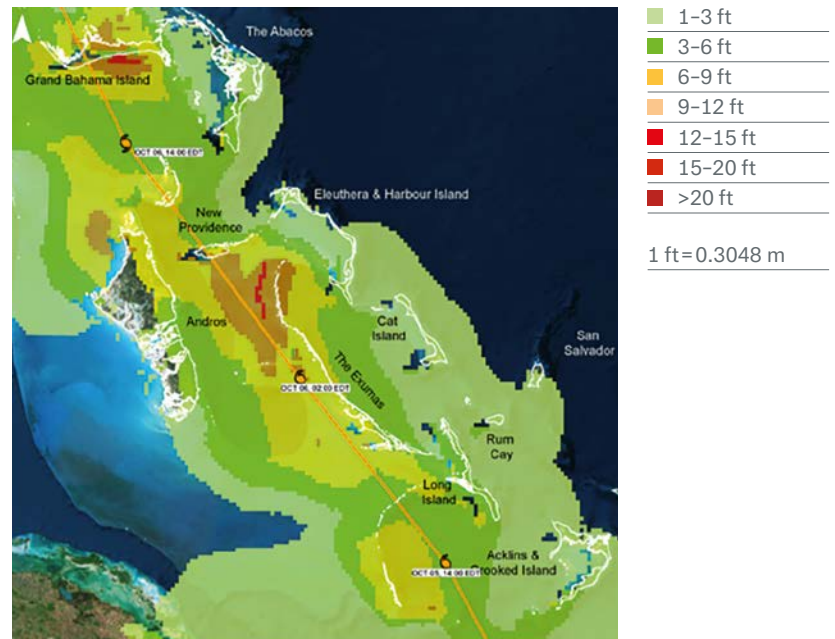 The Abacos
Grand Bahama Island
OCT 06, 14:00 EDT
Eleuthera & Harbour Island
New
Providence
Andros
Cat
Island
San
Salvador
OCT 06, 02:00 EDT
The Exumas
Rum
Cay
Long
Island
Acklins &
Crooked Island
OCT 05, 14:00 EDT
1–3 ft
3–6 ft
6–9 ft
9–12 ft
12–15 ft
15–20 ft
>20 ft
1 ft=0.3048 m